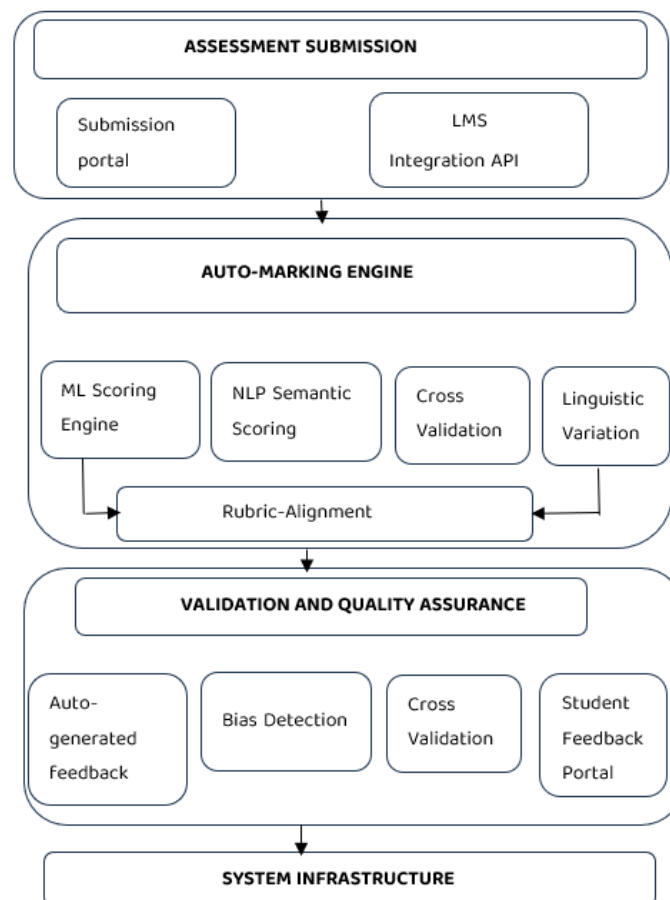 ASSESSMENT SUBMISSION
Submission
portal
LMS
Integration API
AUTO-MARKING ENGINE
ML Scoring
Engine
NLP Semantic
Scoring
Cross
Validation
Linguistic
Variation
Rubric-Alignment
VALIDATION AND QUALITY ASSURANCE
Auto-
generated
feedback
Bias Detection
Cross
Validation
Student
Feedback
Portal
SYSTEM INFRASTRUCTURE